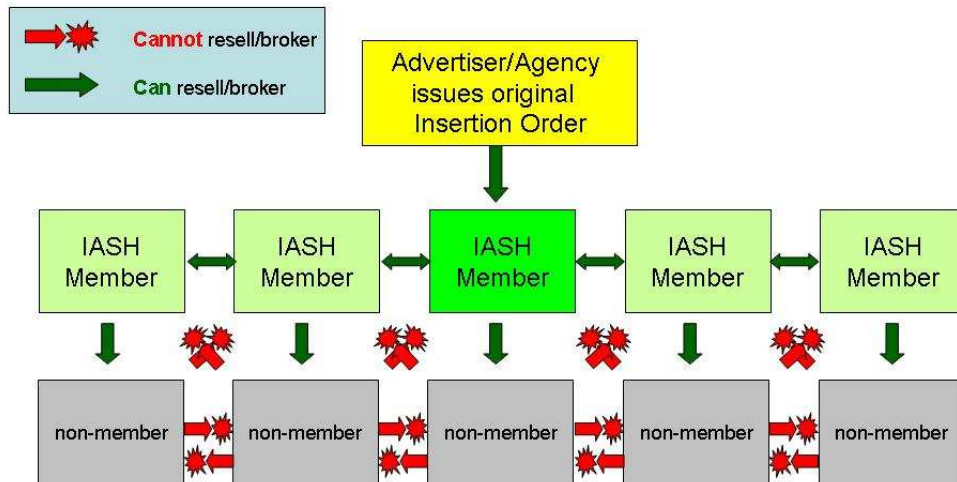 Cannot resell/broker
Can resell/broker
Advertiser/Agency
issues original
Insertion Order
IASH
Member
IASH
Member
IASH
Member
IASH
Member
IASH
Member
non-member
non-member
non-member
non-member
non-member